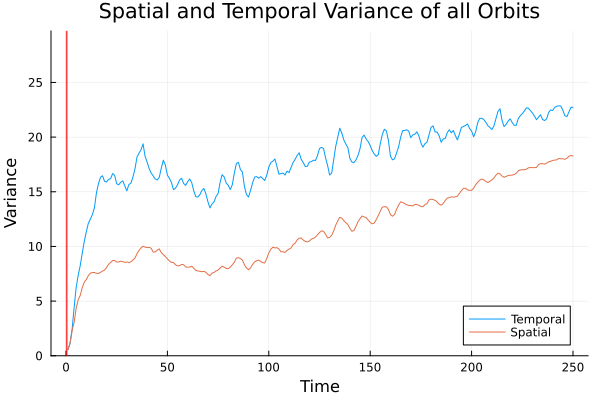 Spatial and Temporal Variance of all Orbits
Variance
25
20
15
10
5
0
0 50 100 150 200 250
Time
Temporal
Spatial